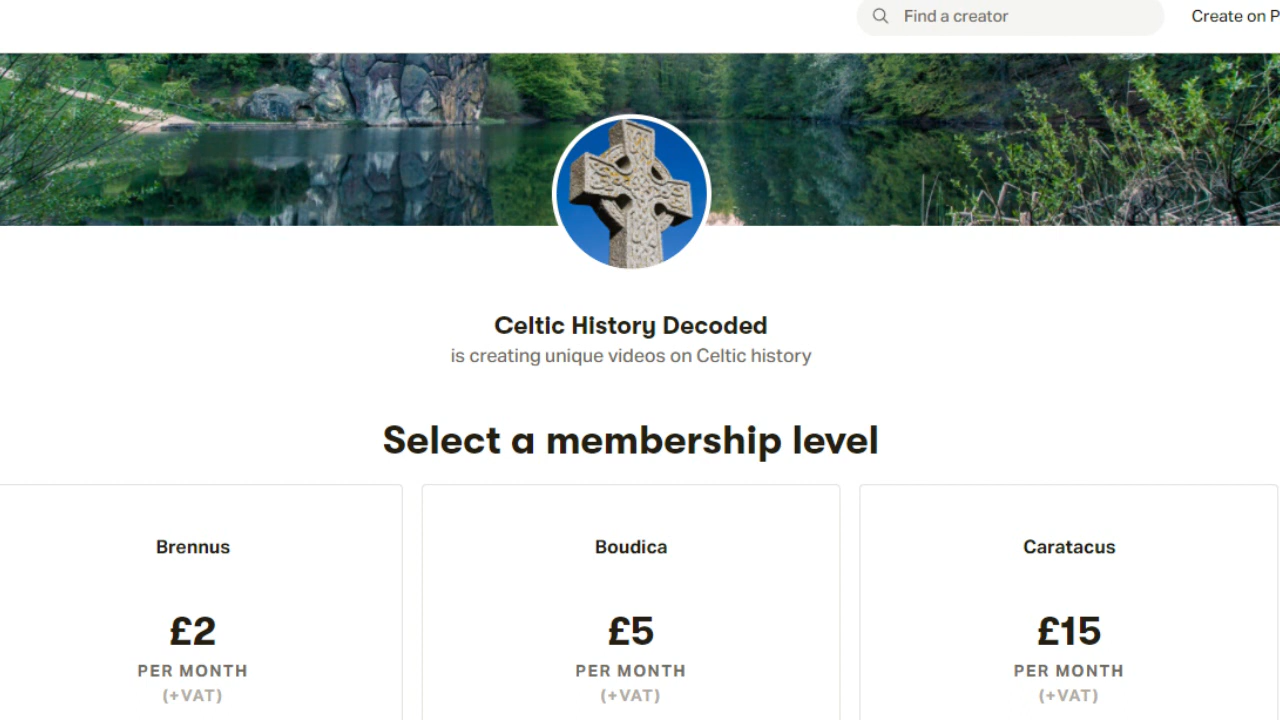 Find a creator
Create on P
Celtic History Decoded
is creating unique videos on Celtic history
Select a membership level
Brennus
£2
PER MONTH
(+VAT)
Boudica
£5
PER MONTH
(+VAT)
Caratacus
£15
PER MONTH
(+VAT)